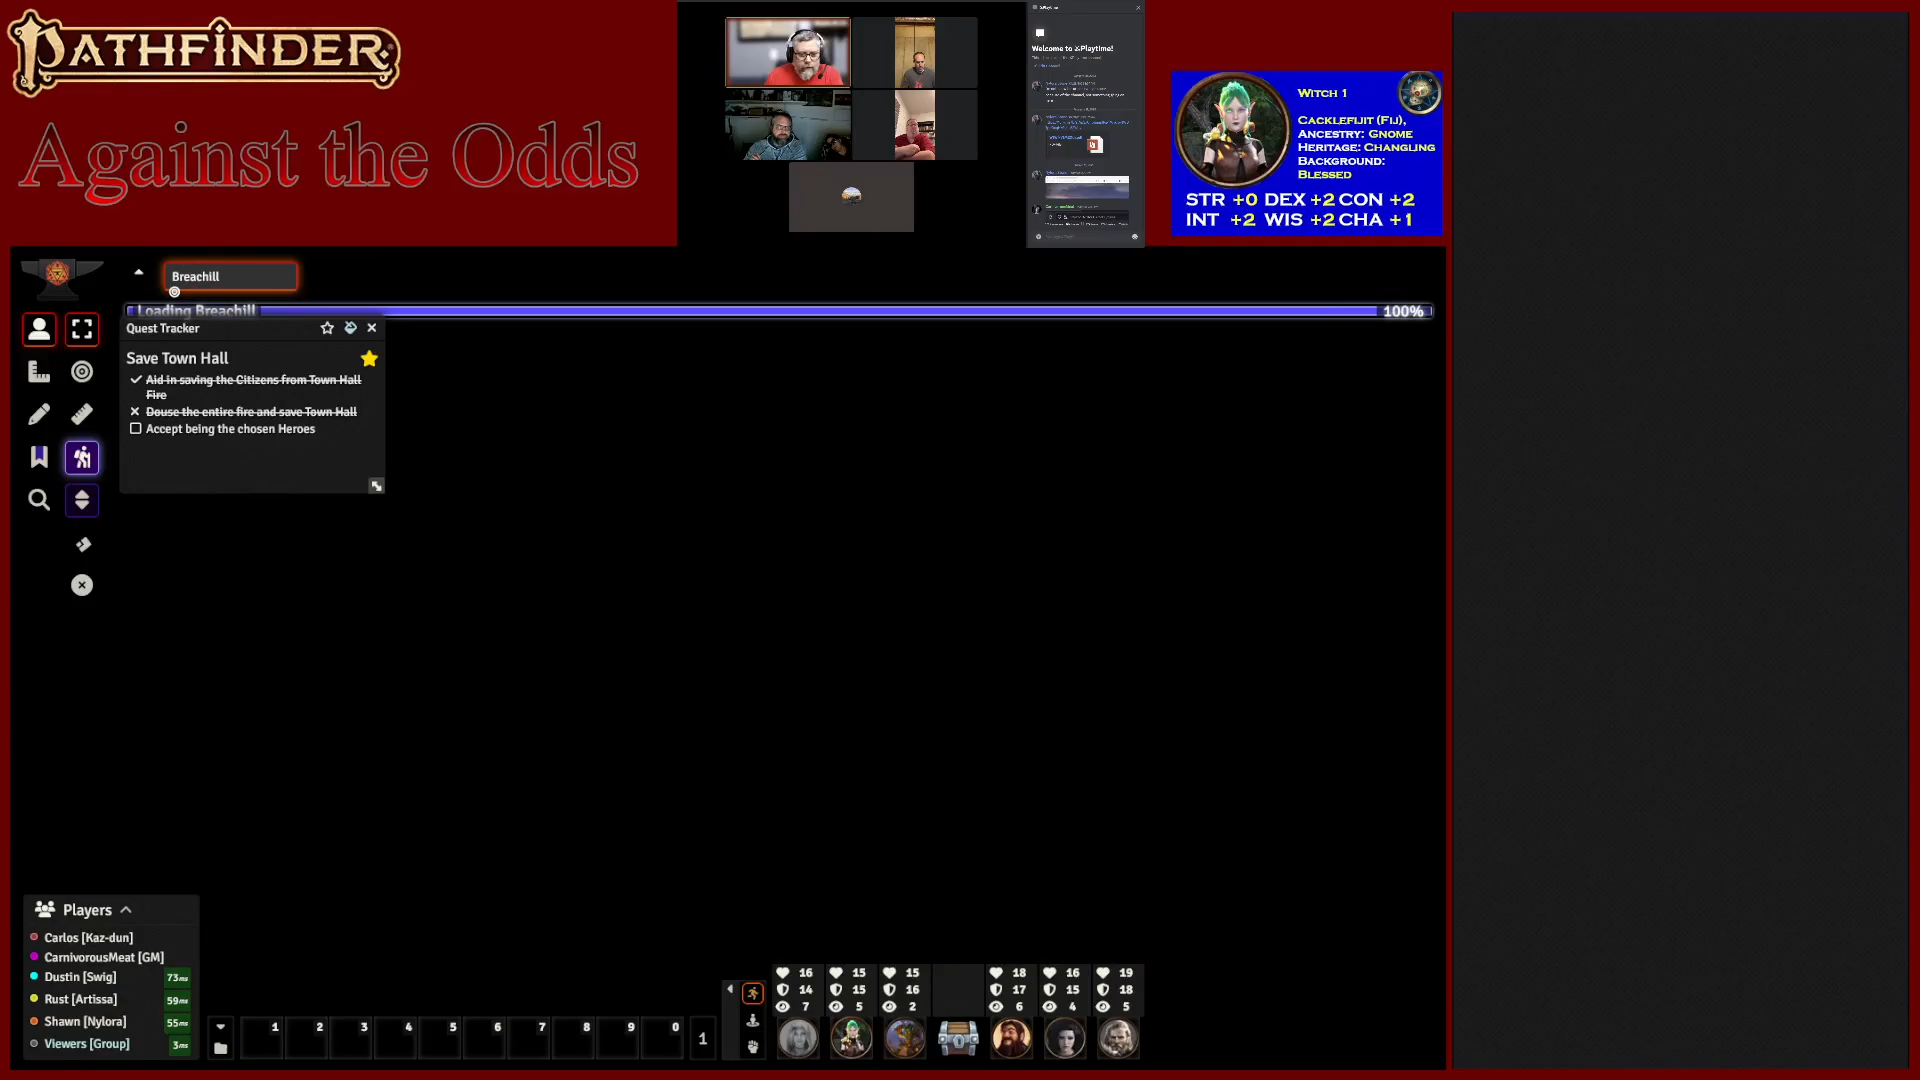 PATHFINDER
Against the Odds
Welcome to
Playtime!
WITCH 1
CACKLEFIJIT (FIJ),
ANCESTRY: GNOME
HERITAGE: CHANGLING
BACKGROUND:
BLESSED
STR +0 DEX +2 CON +2
INT +2 WIS +2 CHA +1
Breachill
Loading Breachill
100%
Quest Tracker
Save Town Hall
Aid in saving the Citizens from Town Hall
Fire
Douse the entire fire and save Town Hall
Accept being the chosen Heroes
Players
Carlos [Kaz-dun]
CarnivorousMeat [GM]
Dustin [Swig] 73ms
Rust [Artissa] 59ms
Shawn [Nylora] 55ms
Viewers [Group] 3ms
1 2 3 4 5 6 7 8 9 0
1
16 15 15 18 16 19
14 15 16 17 15 18
7 5 2 6 4 5